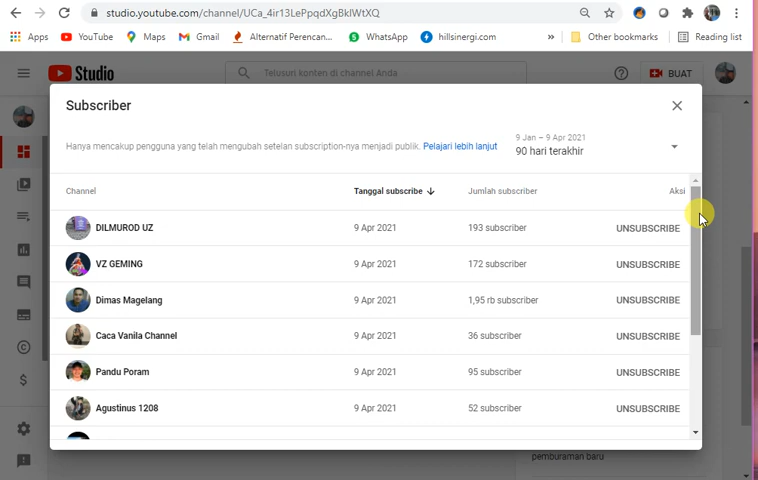 studio.youtube.com/channel/UCa_4ir13LePpqdXgBklWtXQ
Apps YouTube Maps Gmail Alternatif Perencan... WhatsApp hillsinergi.com » Other bookmarks Reading list
Studio Telusuri konten di channel Anda BUAT
Subscriber
9 Jan – 9 Apr 2021
Hanya mencakup pengguna yang telah mengubah setelan subscription-nya menjadi publik. Pelajari lebih lanjut 90 hari terakhir
Channel Tanggal subscribe Jumlah subscriber Aksi
DILMUROD UZ 9 Apr 2021 193 subscriber UNSUBSCRIBE
VZ GEMING 9 Apr 2021 172 subscriber UNSUBSCRIBE
Dimas Magelang 9 Apr 2021 1,95 rb subscriber UNSUBSCRIBE
Caca Vanila Channel 9 Apr 2021 36 subscriber UNSUBSCRIBE
Pandu Poram 9 Apr 2021 95 subscriber UNSUBSCRIBE
Agustinus 1208 9 Apr 2021 52 subscriber UNSUBSCRIBE
pemburaman baru